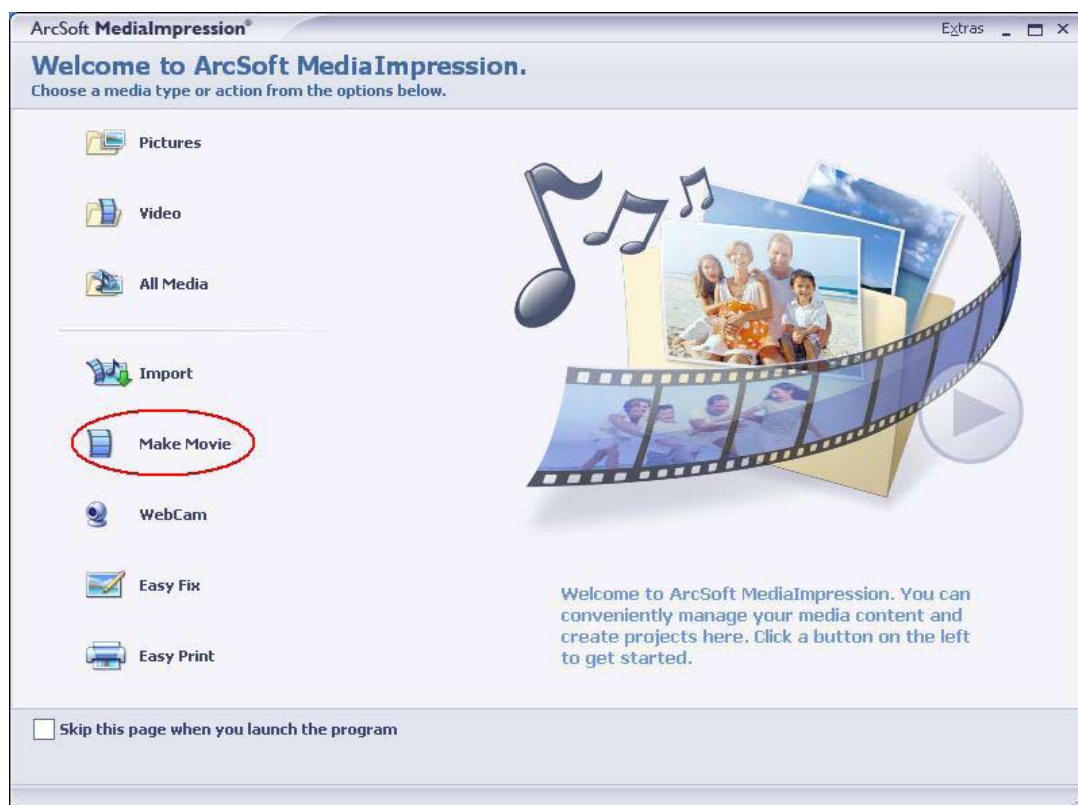 ArcSoft MediaImpression®
Extras
Welcome to ArcSoft MediaImpression.
Choose a media type or action from the options below.
Pictures
Video
All Media
Import
Make Movie
WebCam
Easy Fix
Easy Print
Welcome to ArcSoft MediaImpression. You can
conveniently manage your media content and
create projects here. Click a button on the left
to get started.
Skip this page when you launch the program